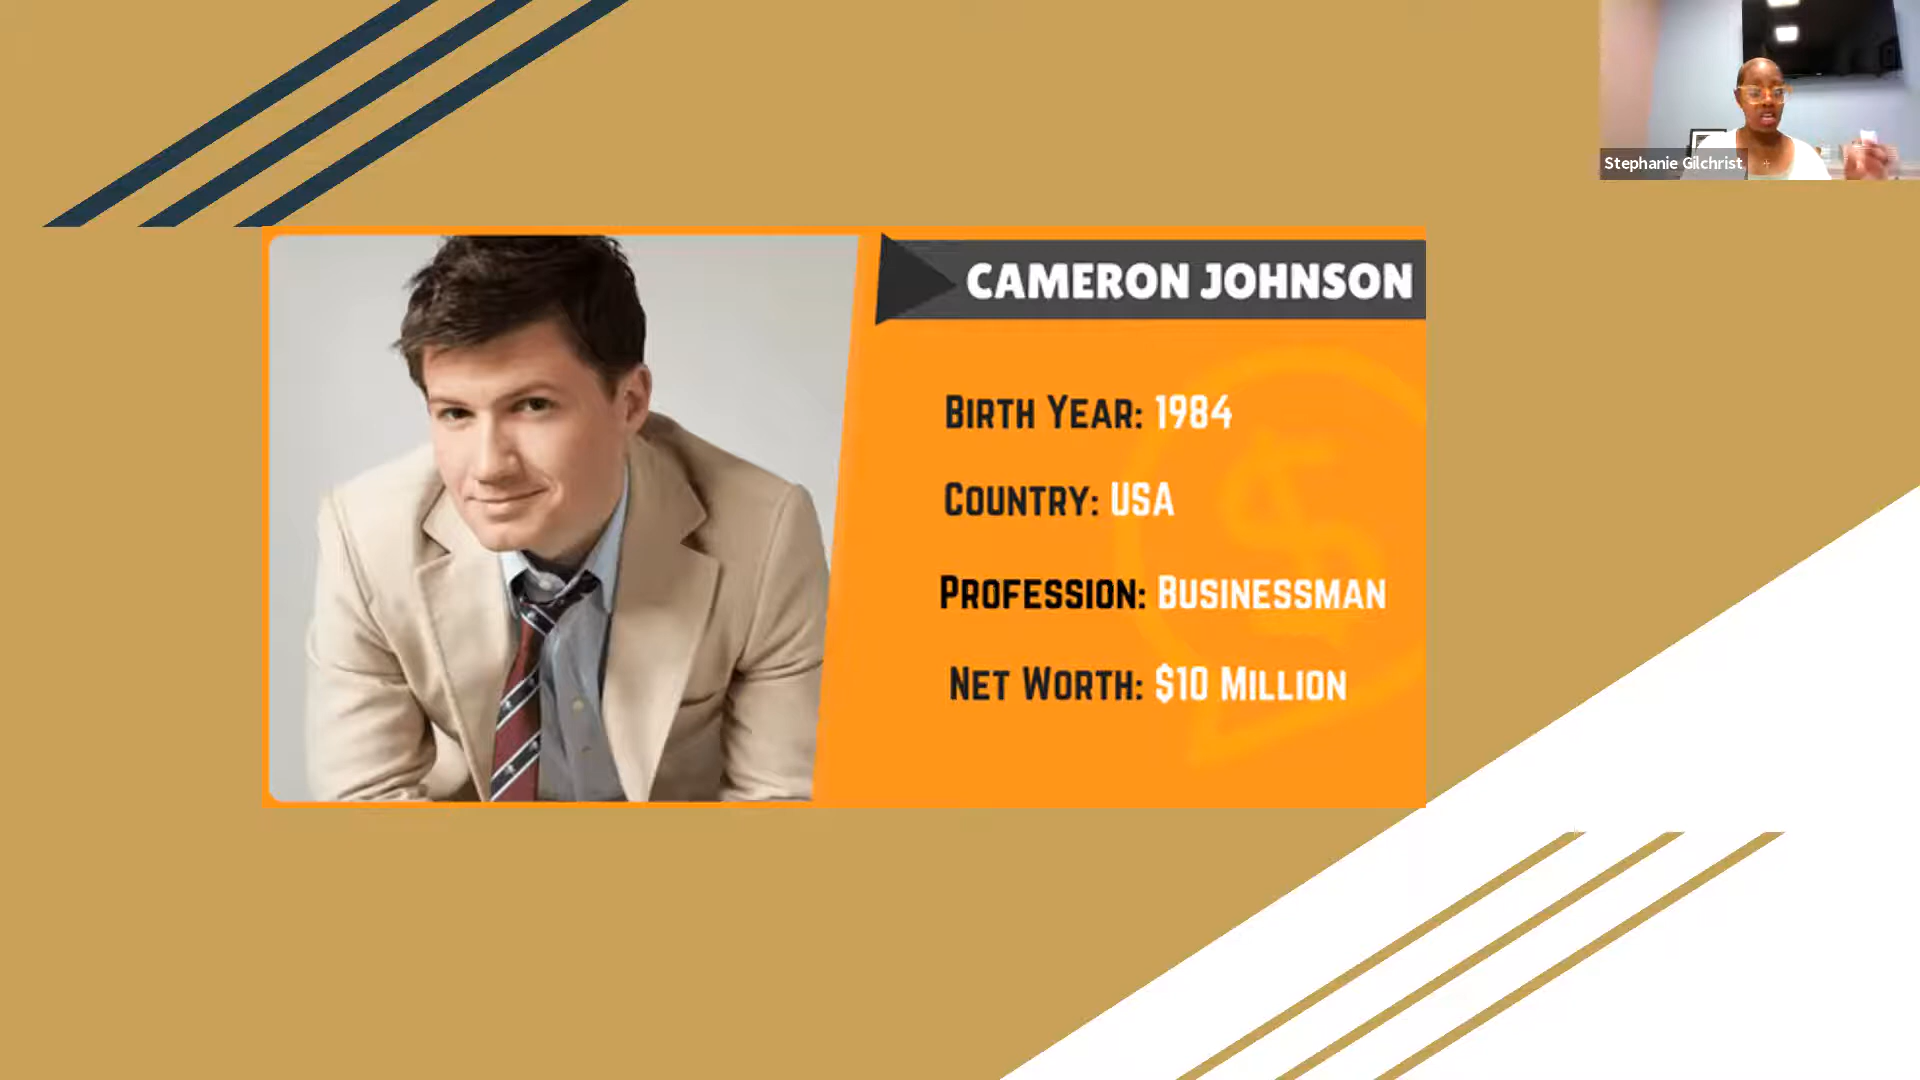 Stephanie Gilchrist
CAMERON JOHNSON
BIRTH YEAR: 1984
COUNTRY: USA
PROFESSION: BUSINESSMAN
NET WORTH: $10 MILLION